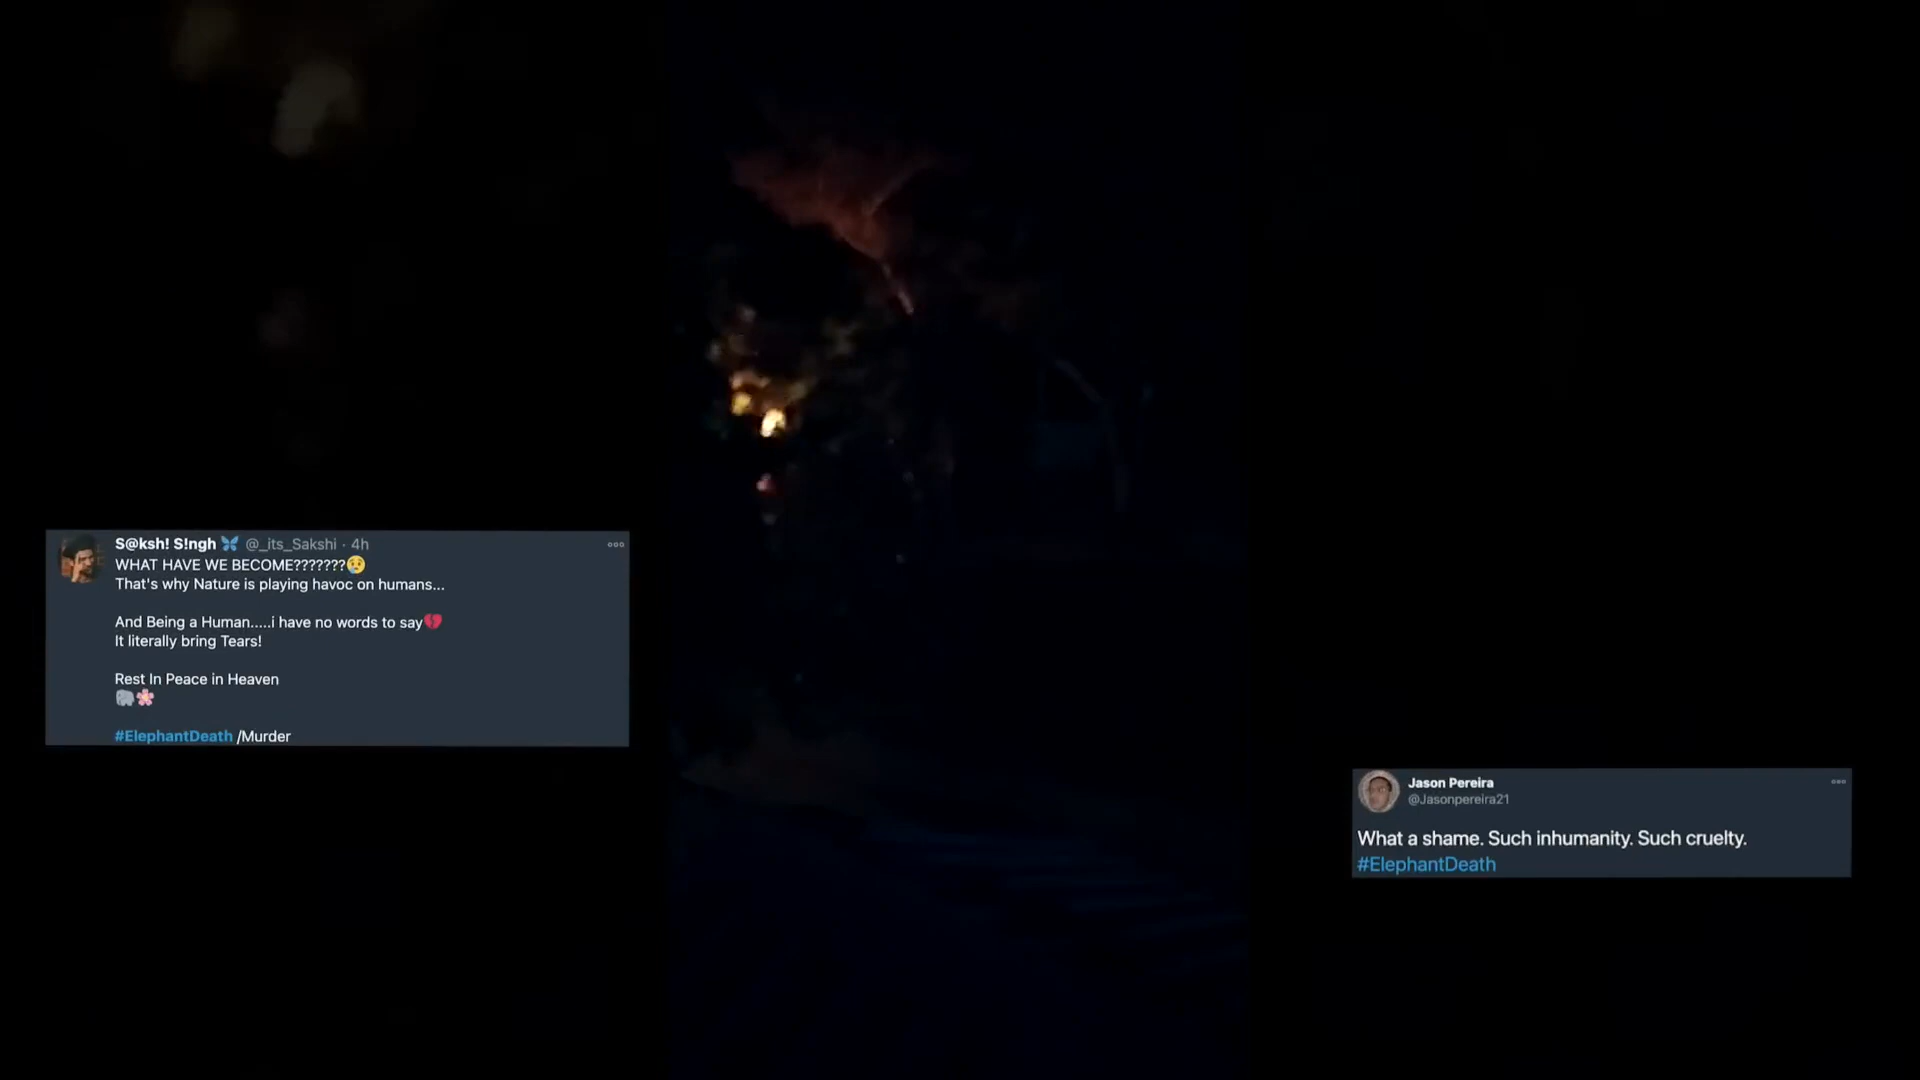 S@ksh! S!ngh 🦋 @_its_Sakshi · 4h
WHAT HAVE WE BECOME???????😢
That's why Nature is playing havoc on humans...
And Being a Human.....i have no words to say💔
It literally bring Tears!
Rest In Peace in Heaven
🐘🌸
#ElephantDeath /Murder
Jason Pereira
@Jasonpereira21
What a shame. Such inhumanity. Such cruelty.
#ElephantDeath